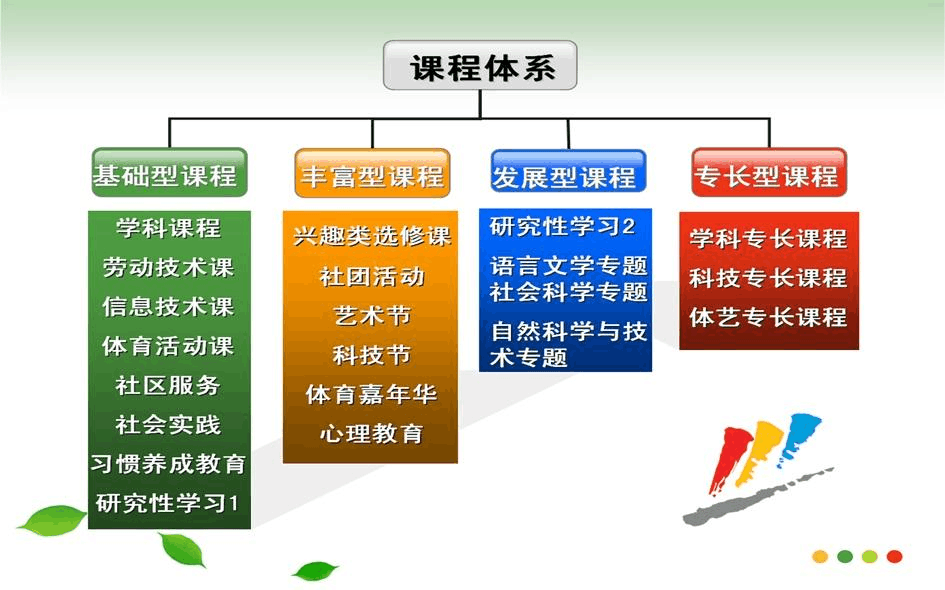 课程体系
基础型课程
学科课程
劳动技术课
信息技术课
体育活动课
社区服务
社会实践
习惯养成教育
研究性学习1
丰富型课程
兴趣类选修课
社团活动
艺术节
科技节
体育嘉年华
心理教育
发展型课程
研究性学习2
语言文学专题
社会科学专题
自然科学与技
术专题
专长型课程
学科专长课程
科技专长课程
体艺专长课程